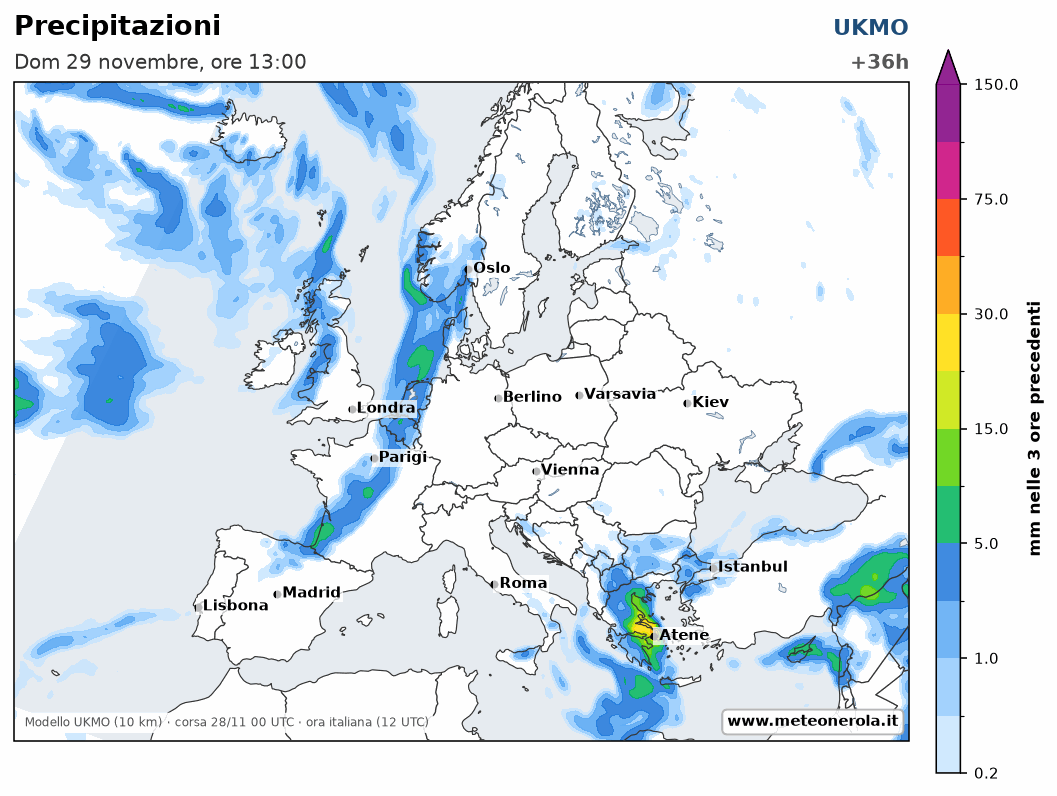 Precipitazioni
UKMO
Dom 29 novembre, ore 13:00
+36h
150.0
75.0
30.0
15.0
5.0
1.0
0.2
mm nelle 3 ore precedenti
Oslo
Londra
Berlino
Varsavia
Kiev
Parigi
Vienna
Istanbul
Roma
Madrid
Lisbona
Atene
Modello UKMO (10 km) · corsa 28/11 00 UTC · ora italiana (12 UTC)
www.meteonerola.it